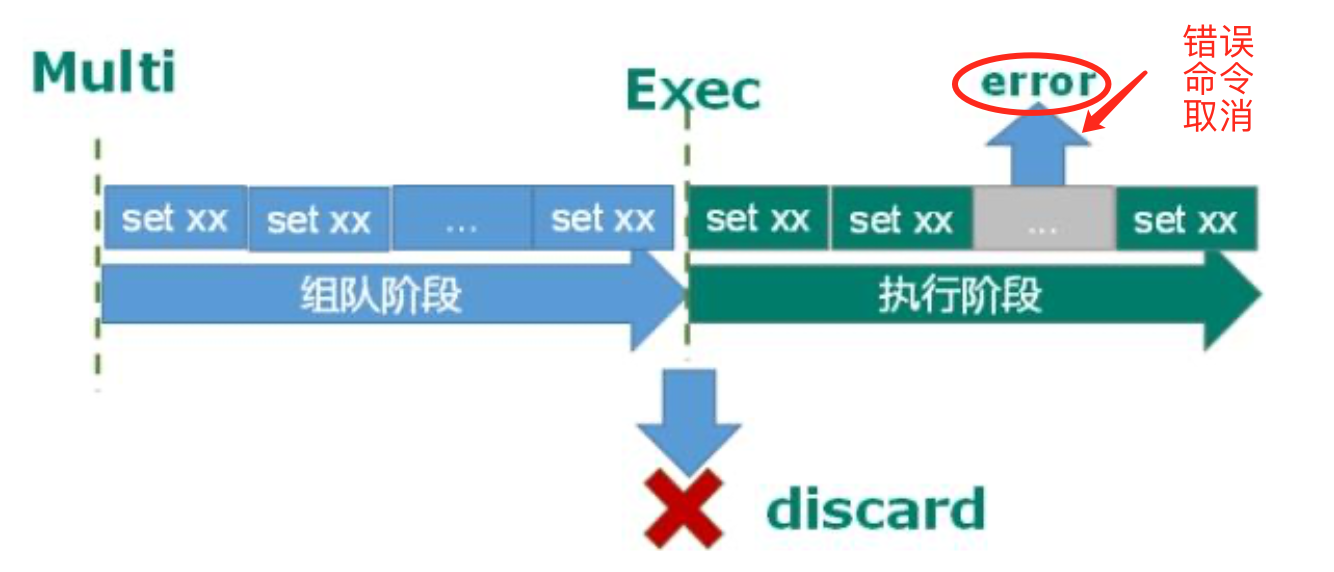 Multi
Exec
error
错误
命令
取消
set xx
set xx
...
set xx
set xx
set xx
...
set xx
组队阶段
执行阶段
discard